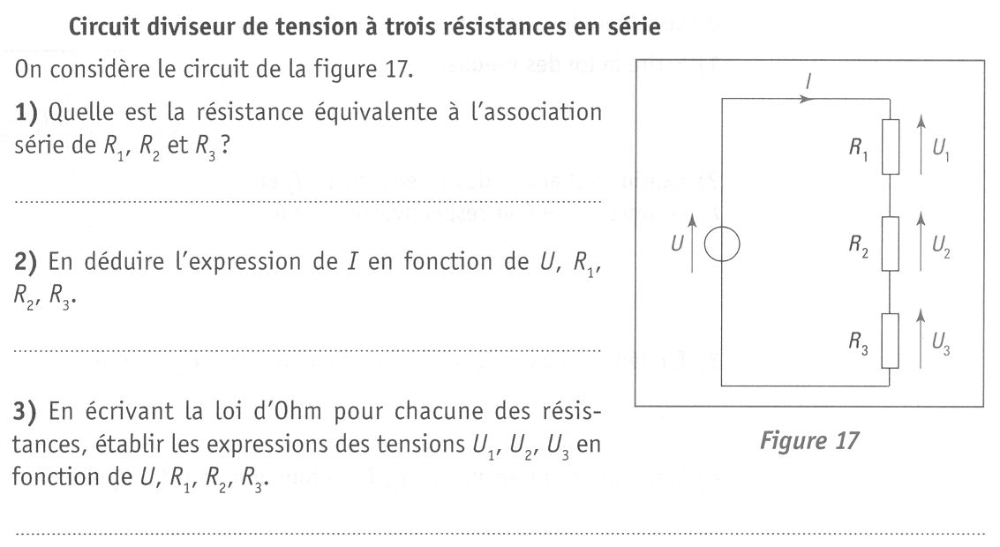 Circuit diviseur de tension à trois résistances en série
On considère le circuit de la figure 17.
1) Quelle est la résistance équivalente à l'association
série de R₁, R₂ et R₃ ?
2) En déduire l'expression de I en fonction de U, R₁,
R₂, R₃.
3) En écrivant la loi d'Ohm pour chacune des résis-
tances, établir les expressions des tensions U₁, U₂, U₃ en
fonction de U, R₁, R₂, R₃.
I
R₁
U₁
U
R₂
U₂
R₃
U₃
Figure 17